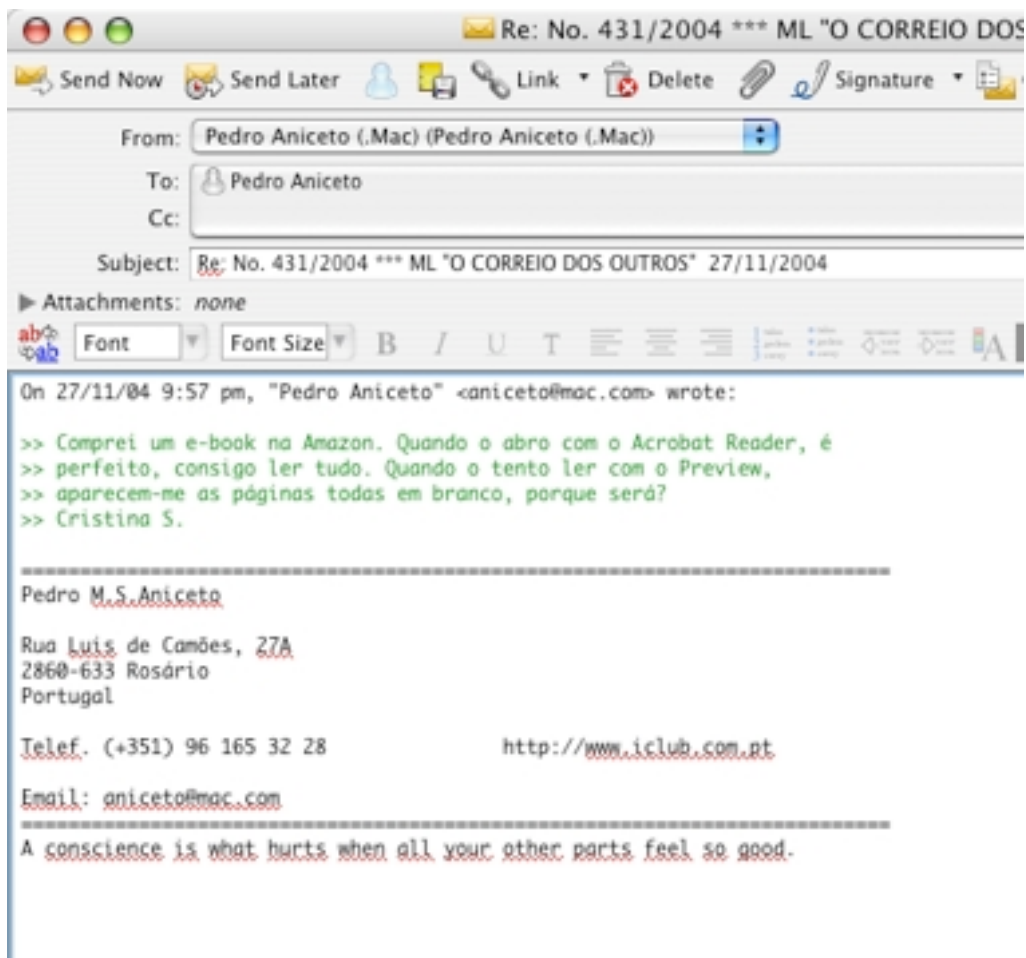 Re: No. 431/2004 *** ML "O CORREIO DOS
Send Now Send Later Link Delete Signature
From: Pedro Aniceto (.Mac) (Pedro Aniceto (.Mac))
To: Pedro Aniceto
Cc:
Subject: Re: No. 431/2004 *** ML "O CORREIO DOS OUTROS" 27/11/2004
Attachments: none
ab ab Font Font Size B I U T A
On 27/11/04 9:57 pm, "Pedro Aniceto" <aniceto@mac.com> wrote:
>> Comprei um e-book na Amazon. Quando o abro com o Acrobat Reader, é
>> perfeito, consigo ler tudo. Quando o tento ler com o Preview,
>> aparecem-me as páginas todas em branco, porque será?
>> Cristina S.
Pedro M.S.Aniceto
Rua Luis de Camões, 27A
2860-633 Rosário
Portugal
Telef. (+351) 96 165 32 28 http://www.iclub.com.pt
Email: aniceto@mac.com
A conscience is what hurts when all your other parts feel so good.